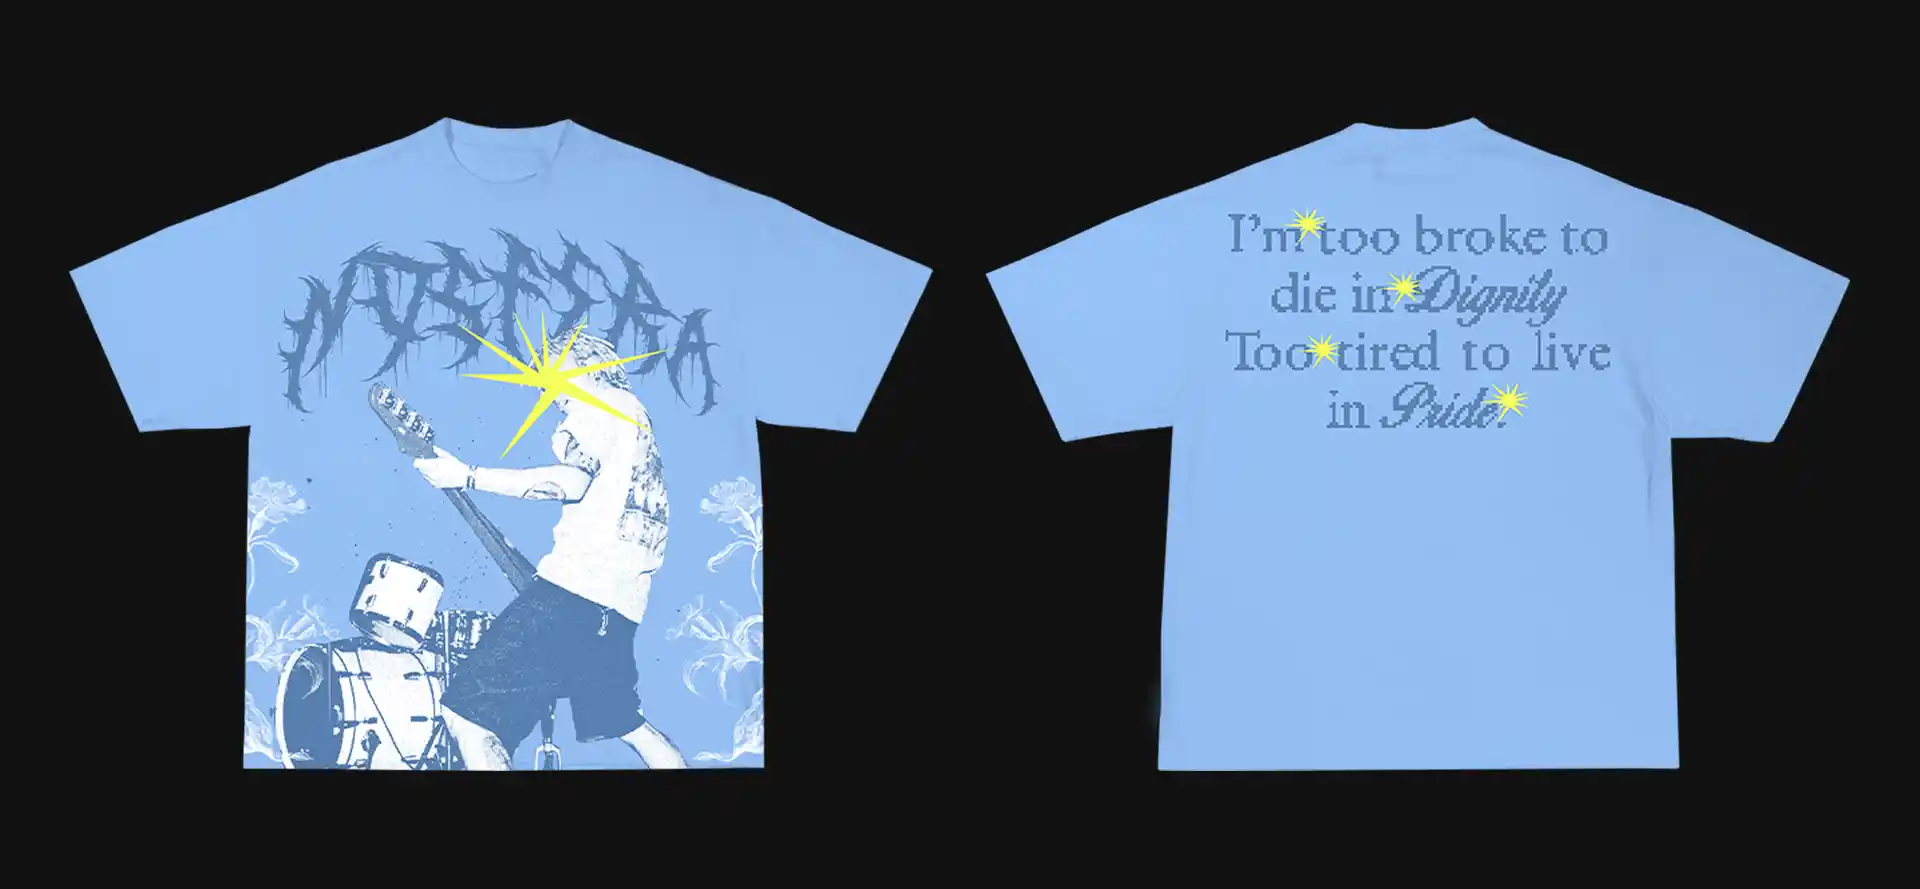 I'm too broke to
die in Dignity
Too tired to live
in Pride.